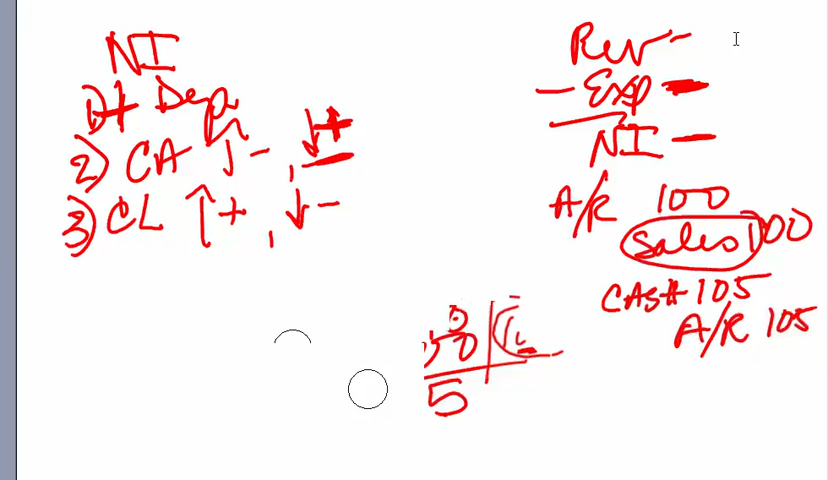 NI
1) + Dep.
2) CA ↑ -, ↓ +
3) CL ↑ +, ↓ -
Rev -
- Exp -
NI -
A/R 100
Sales 100
CASH 105
A/R 105
5